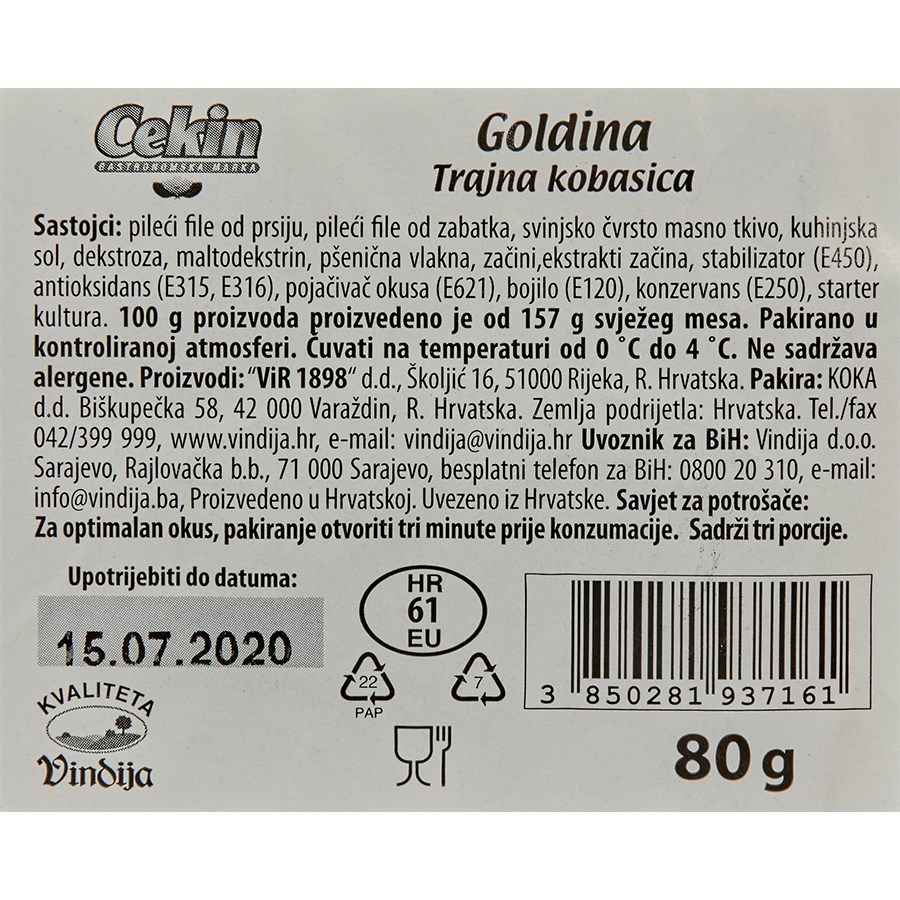 Cekin
GASTRONOMSKA MARKA
Goldina
Trajna kobasica
Sastojci: pileći file od prsiju, pileći file od zabatka, svinjsko čvrsto masno tkivo, kuhinjska
sol, dekstroza, maltodekstrin, pšenična vlakna, začini,ekstrakti začina, stabilizator (E450),
antioksidans (E315, E316), pojačivač okusa (E621), bojilo (E120), konzervans (E250), starter
kultura. 100 g proizvoda proizvedeno je od 157 g svježeg mesa. Pakirano u
kontroliranoj atmosferi. Čuvati na temperaturi od 0 °C do 4 °C. Ne sadržava
alergene. Proizvodi: "ViR 1898" d.d., Školjić 16, 51000 Rijeka, R. Hrvatska. Pakira: KOKA
d.d. Biškupečka 58, 42 000 Varaždin, R. Hrvatska. Zemlja podrijetla: Hrvatska. Tel./fax
042/399 999, www.vindija.hr, e-mail: vindija@vindija.hr Uvoznik za BiH: Vindija d.o.o.
Sarajevo, Rajlovačka b.b., 71 000 Sarajevo, besplatni telefon za BiH: 0800 20 310, e-mail:
info@vindija.ba, Proizvedeno u Hrvatskoj. Uvezeno iz Hrvatske. Savjet za potrošače:
Za optimalan okus, pakiranje otvoriti tri minute prije konzumacije. Sadrži tri porcije.
Upotrijebiti do datuma:
15.07.2020
HR
61
EU
22
PAP
7
3 850281 937161
KVALITETA
Vindija
80 g